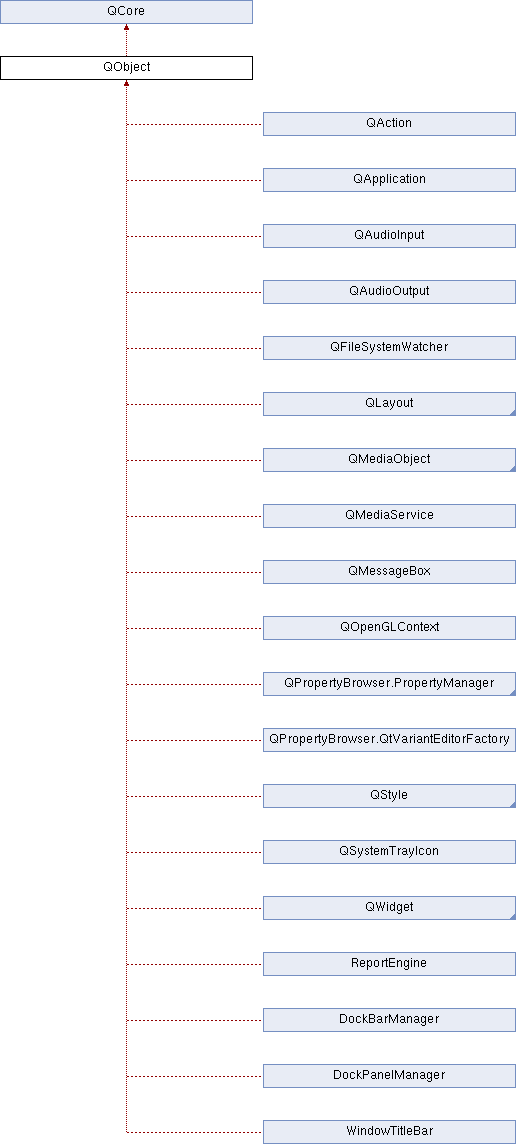 QCore
QObject
QAction
QApplication
QAudioInput
QAudioOutput
QFileSystemWatcher
QLayout
QMediaObject
QMediaService
QMessageBox
QOpenGLContext
QPropertyBrowser.PropertyManager
QPropertyBrowser.QtVariantEditorFactory
QStyle
QSystemTrayIcon
QWidget
ReportEngine
DockBarManager
DockPanelManager
WindowTitleBar